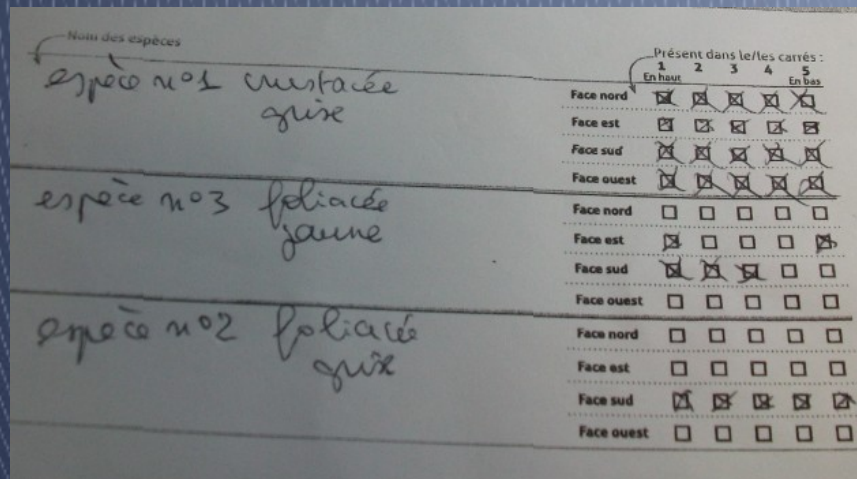 Nom des espèces
Présent dans le/les carrés :
1 2 3 4 5
En haut En bas
espèce n°1 crustacée
grise
Face nord
Face est
Face sud
Face ouest
espèce n°3 foliacée
jaune
Face nord
Face est
Face sud
Face ouest
espèce n°2 foliacée
grise
Face nord
Face est
Face sud
Face ouest